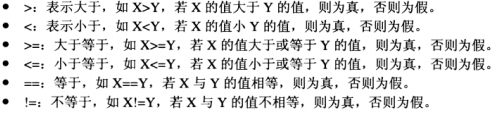 • >：表示大于，如 X>Y，若 X 的值大于 Y 的值，则为真，否则为假。
• <：表示小于，如 X<Y，若 X 的值小 Y 的值，则为真，否则为假。
• >=：大于等于，如 X>=Y，若 X 的值大于或等于 Y 的值，则为真，否则为假。
• <=：小于等于，如 X<=Y，若 X 的值小于或等于 Y 的值，则为真，否则为假。
• ==：等于，如 X==Y，若 X 与 Y 的值相等，则为真，否则为假。
• !=：不等于，如 X!=Y，若 X 与 Y 的值不相等，则为真，否则为假。